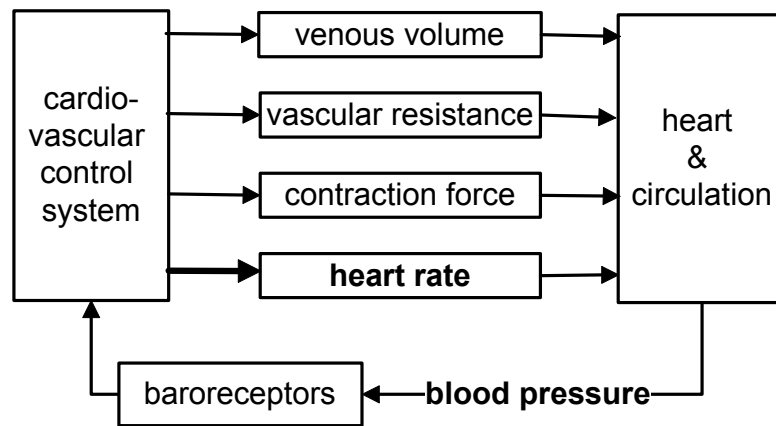 cardio-
vascular
control
system
venous volume
vascular resistance
contraction force
heart rate
heart
&
circulation
baroreceptors
blood pressure